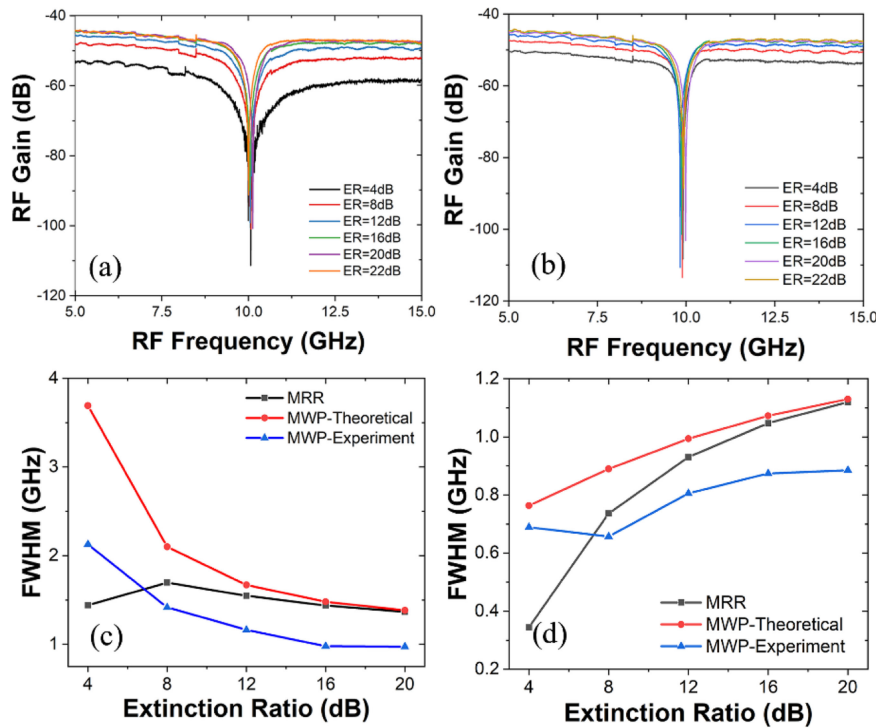 -40
-60
-80
-100
-120
RF Gain (dB)
ER=4dB
ER=8dB
ER=12dB
ER=16dB
ER=20dB
ER=22dB
(a)
5.0 7.5 10.0 12.5 15.0
RF Frequency (GHz)
-40
-60
-80
-100
-120
RF Gain (dB)
ER=4dB
ER=8dB
ER=12dB
ER=16dB
ER=20dB
ER=22dB
(b)
5.0 7.5 10.0 12.5 15.0
RF Frequency (GHz)
4
3
2
1
FWHM (GHz)
MRR
MWP-Theoretical
MWP-Experiment
(c)
4 8 12 16 20
Extinction Ratio (dB)
1.2
1.0
0.8
0.6
0.4
0.2
FWHM (GHz)
MRR
MWP-Theoretical
MWP-Experiment
(d)
4 8 12 16 20
Extinction Ratio (dB)